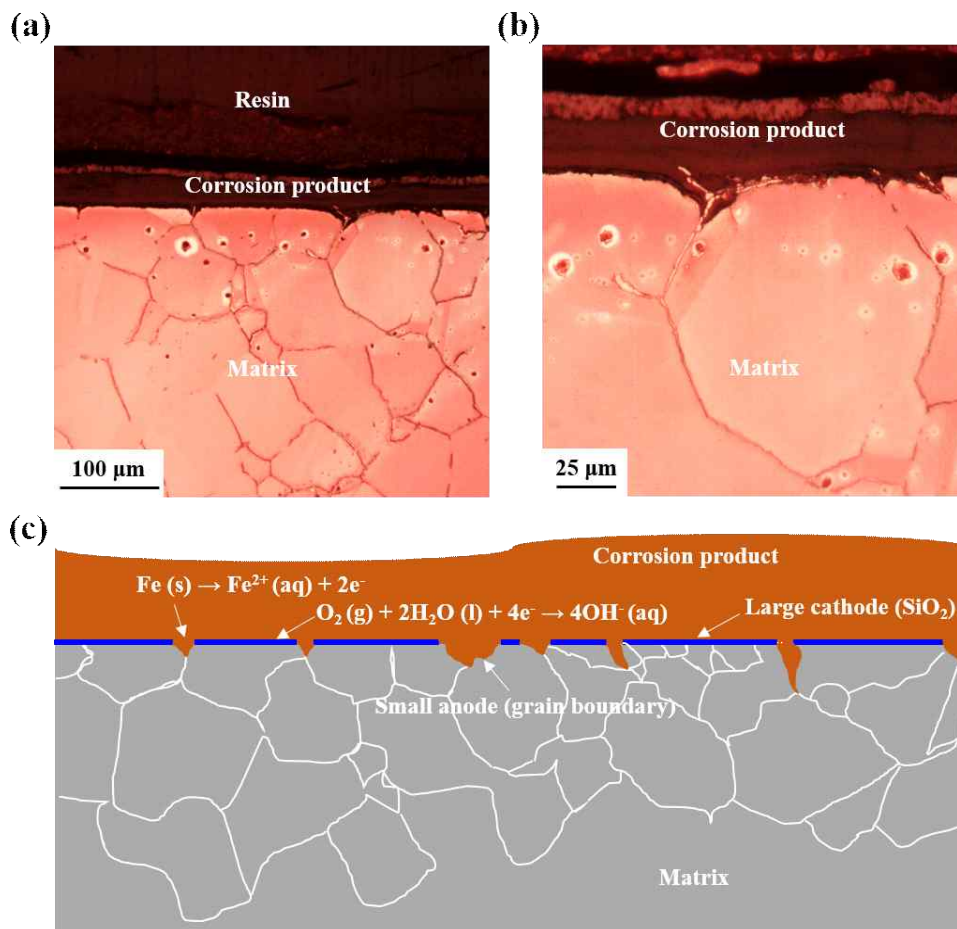 (a)
Resin
Corrosion product
Matrix
100 µm
(b)
Corrosion product
Matrix
25 µm
(c)
Corrosion product
Fe (s) → Fe²⁺ (aq) + 2e⁻
O₂ (g) + 2H₂O (l) + 4e⁻ → 4OH⁻ (aq)
Large cathode (SiO₂)
Small anode (grain boundary)
Matrix